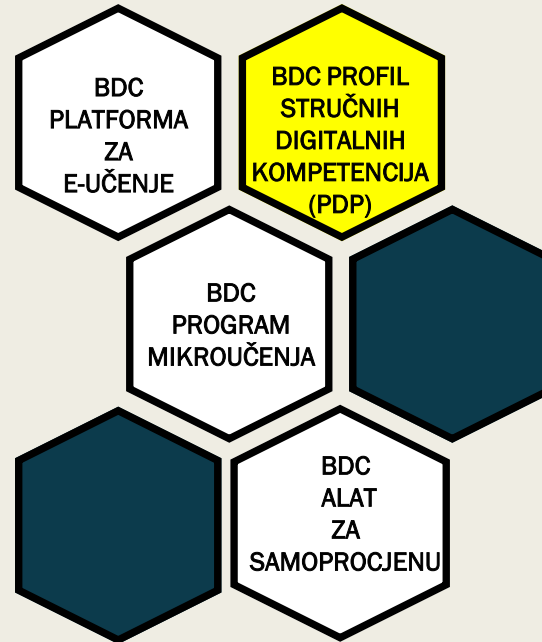 BDC
PLATFORMA
ZA
E-UČENJE
BDC PROFIL
STRUČNIH
DIGITALNIH
KOMPETENCIJA
(PDP)
BDC
PROGRAM
MIKROUČENJA
BDC
ALAT
ZA
SAMOPROCJENU